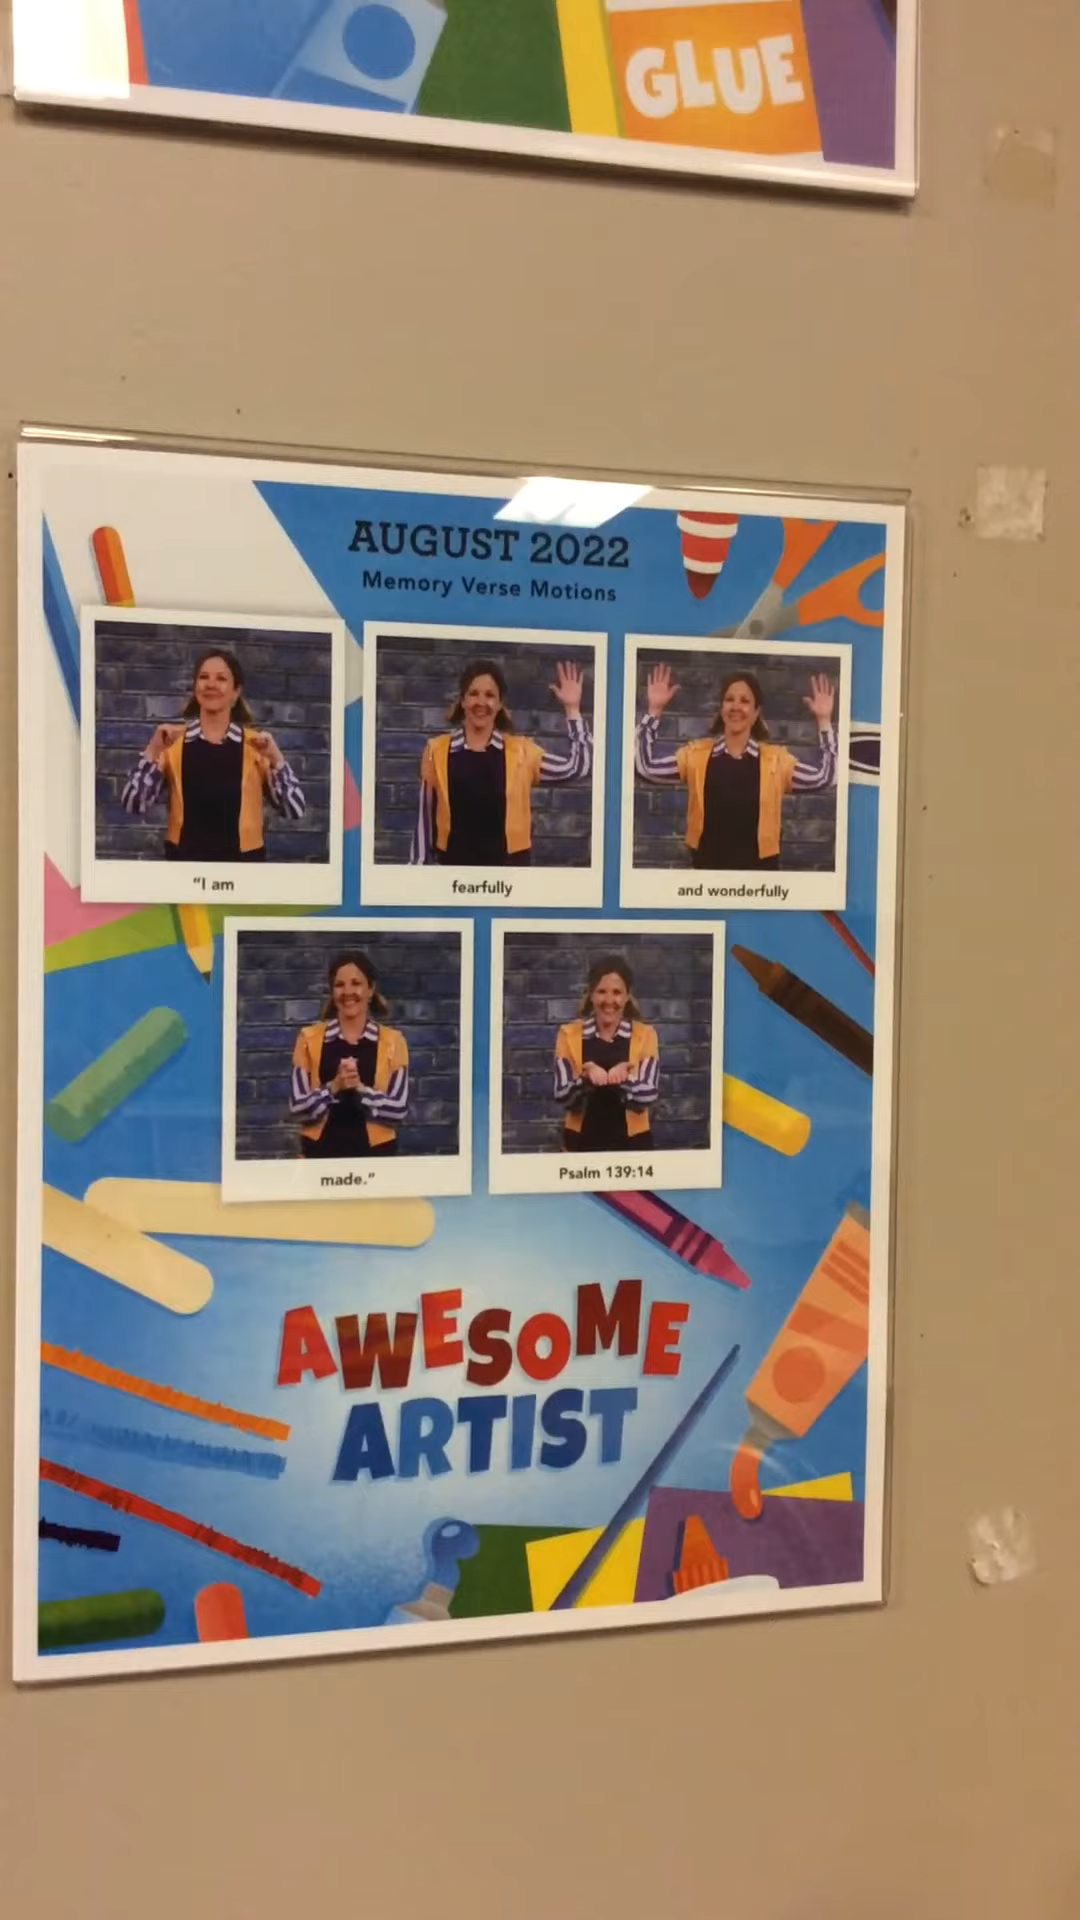 GLUE
AUGUST 2022
Memory Verse Motions
"I am
fearfully
and wonderfully
made."
Psalm 139:14
AWESOME
ARTIST